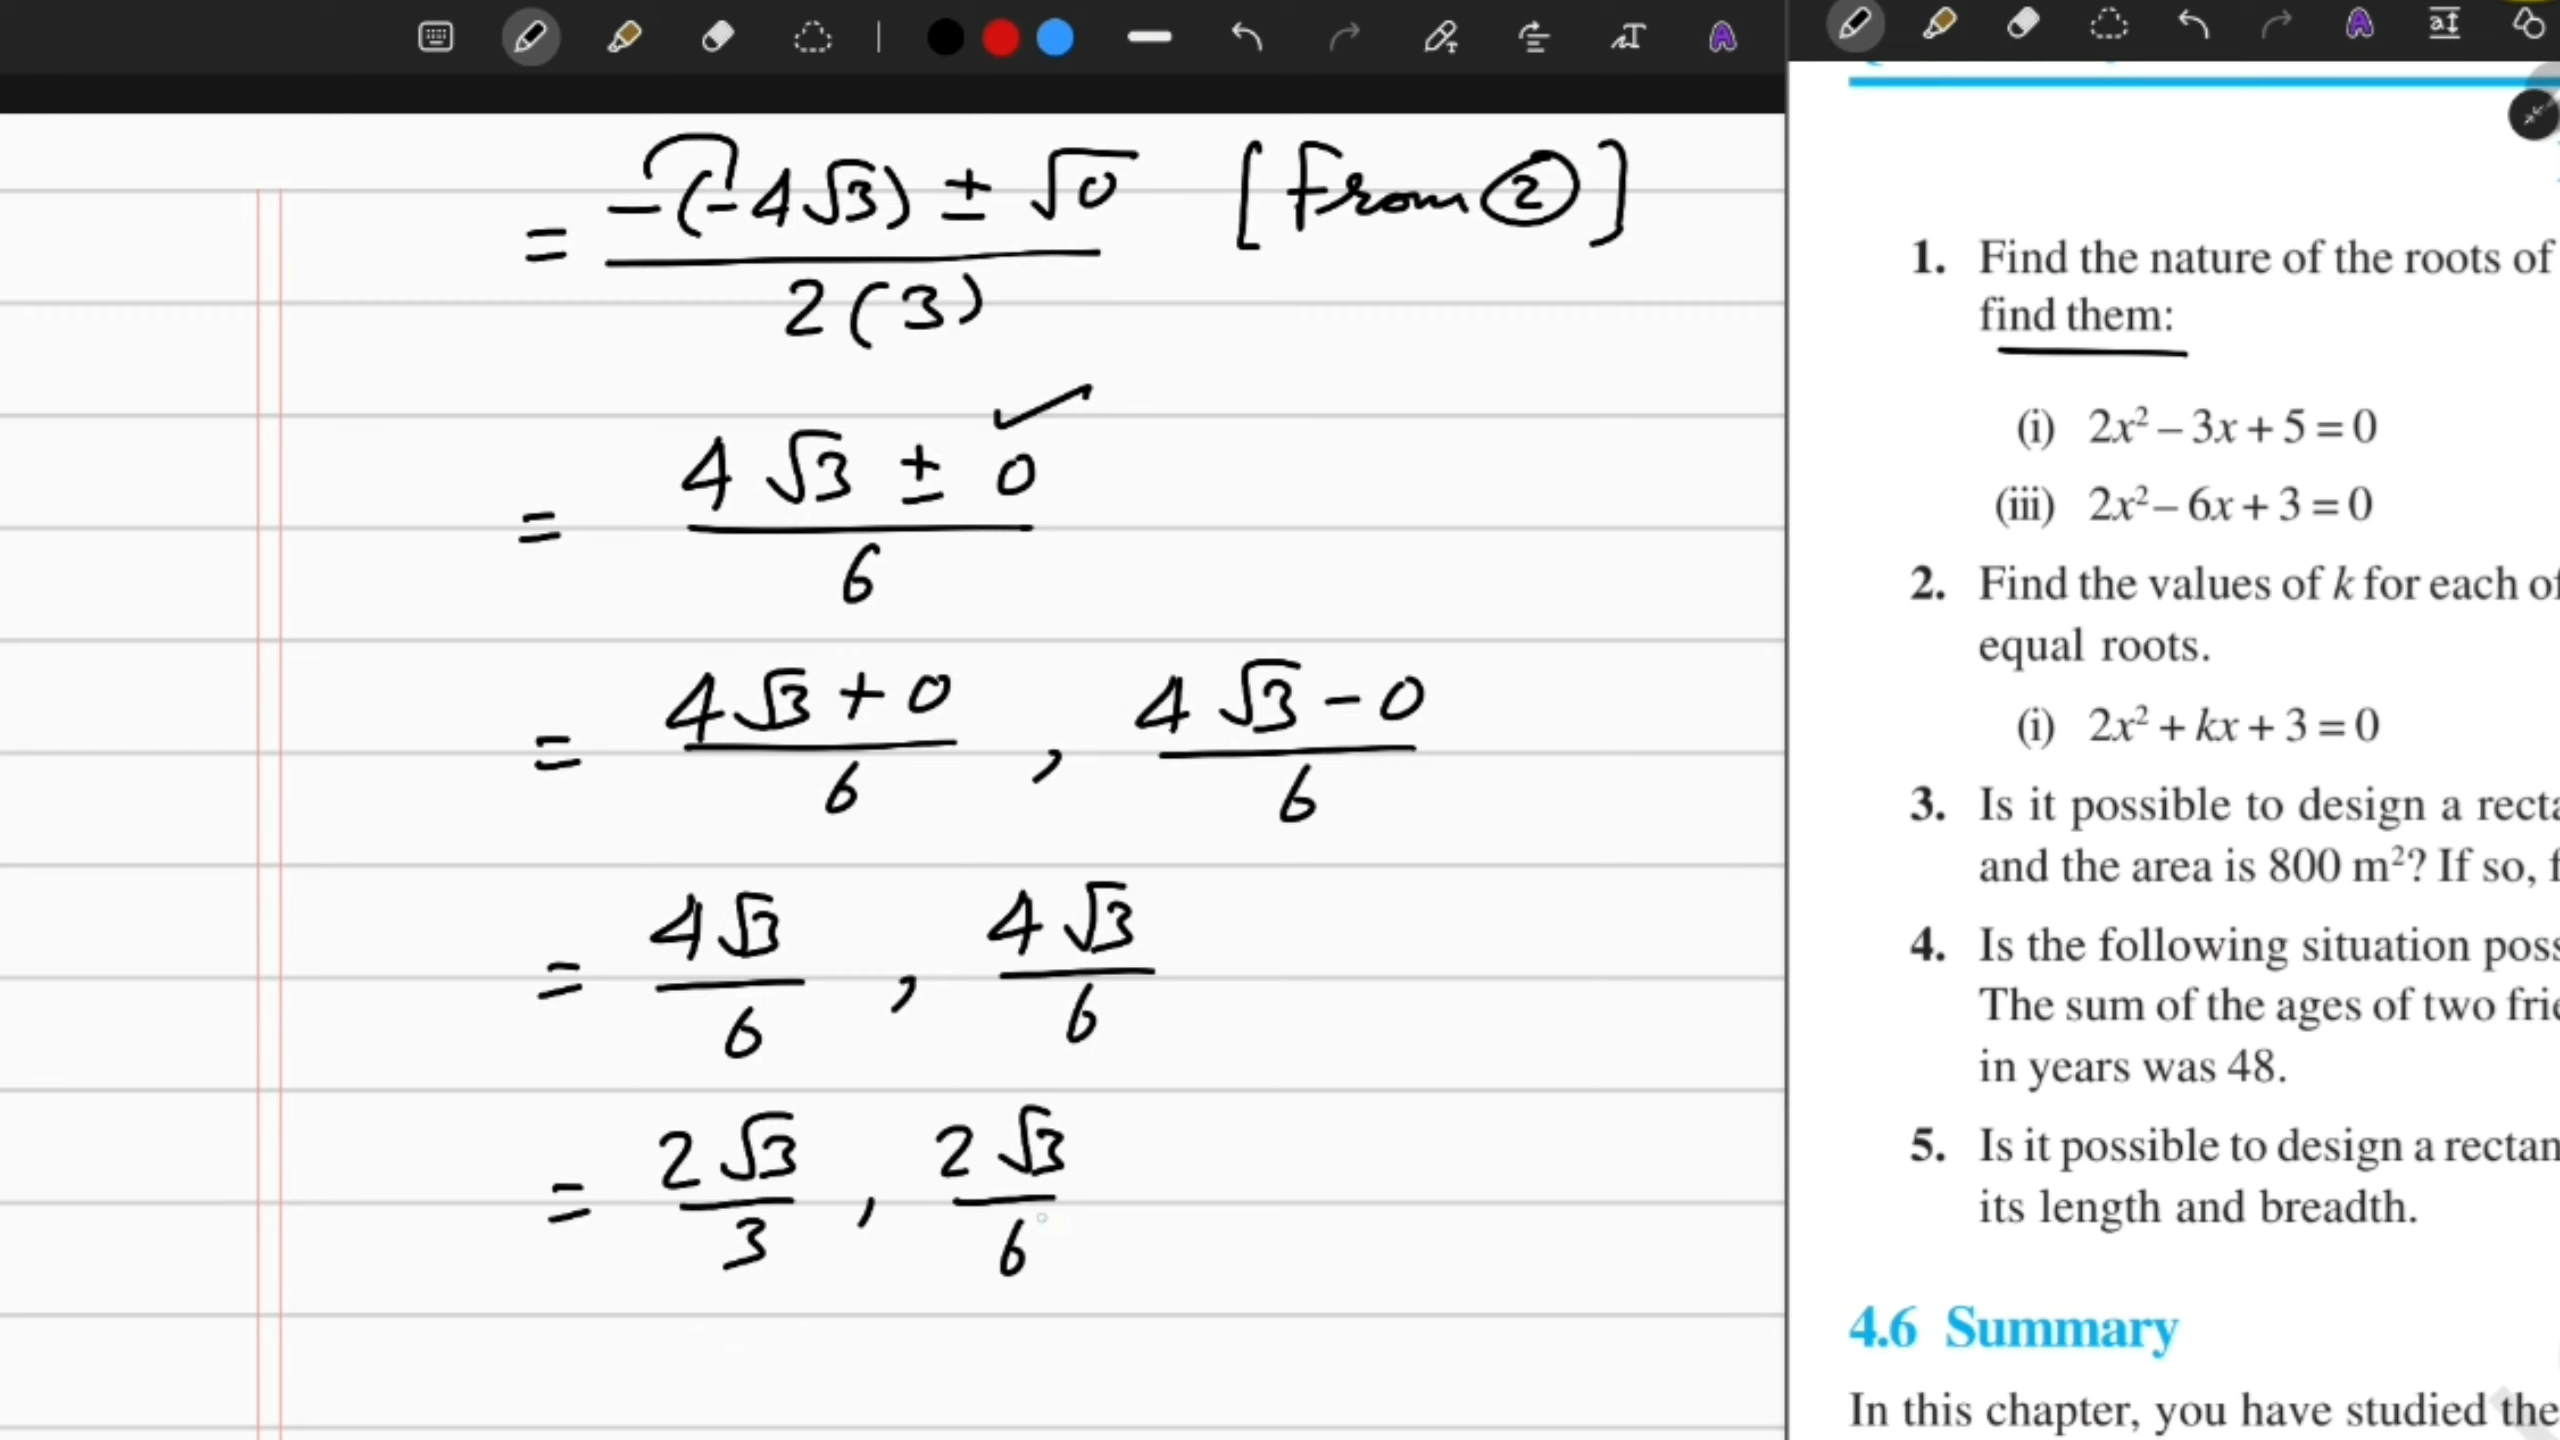 = (-(-4√3) ± √0) / 2(3) [From ②]
= (4√3 ± 0) / 6
= (4√3 + 0) / 6 , (4√3 - 0) / 6
= 4√3 / 6 , 4√3 / 6
= 2√3 / 3 , 2√3 / 6
1. Find the nature of the roots of
find them:
(i) 2x² – 3x + 5 = 0
(iii) 2x² – 6x + 3 = 0
2. Find the values of k for each of
equal roots.
(i) 2x² + kx + 3 = 0
3. Is it possible to design a recta
and the area is 800 m²? If so, f
4. Is the following situation poss
The sum of the ages of two frie
in years was 48.
5. Is it possible to design a rectan
its length and breadth.
4.6 Summary
In this chapter, you have studied the